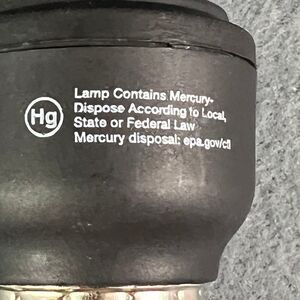 Hg
Lamp Contains Mercury-
Dispose According to Local,
State or Federal Law
Mercury disposal: epa.gov/cfl